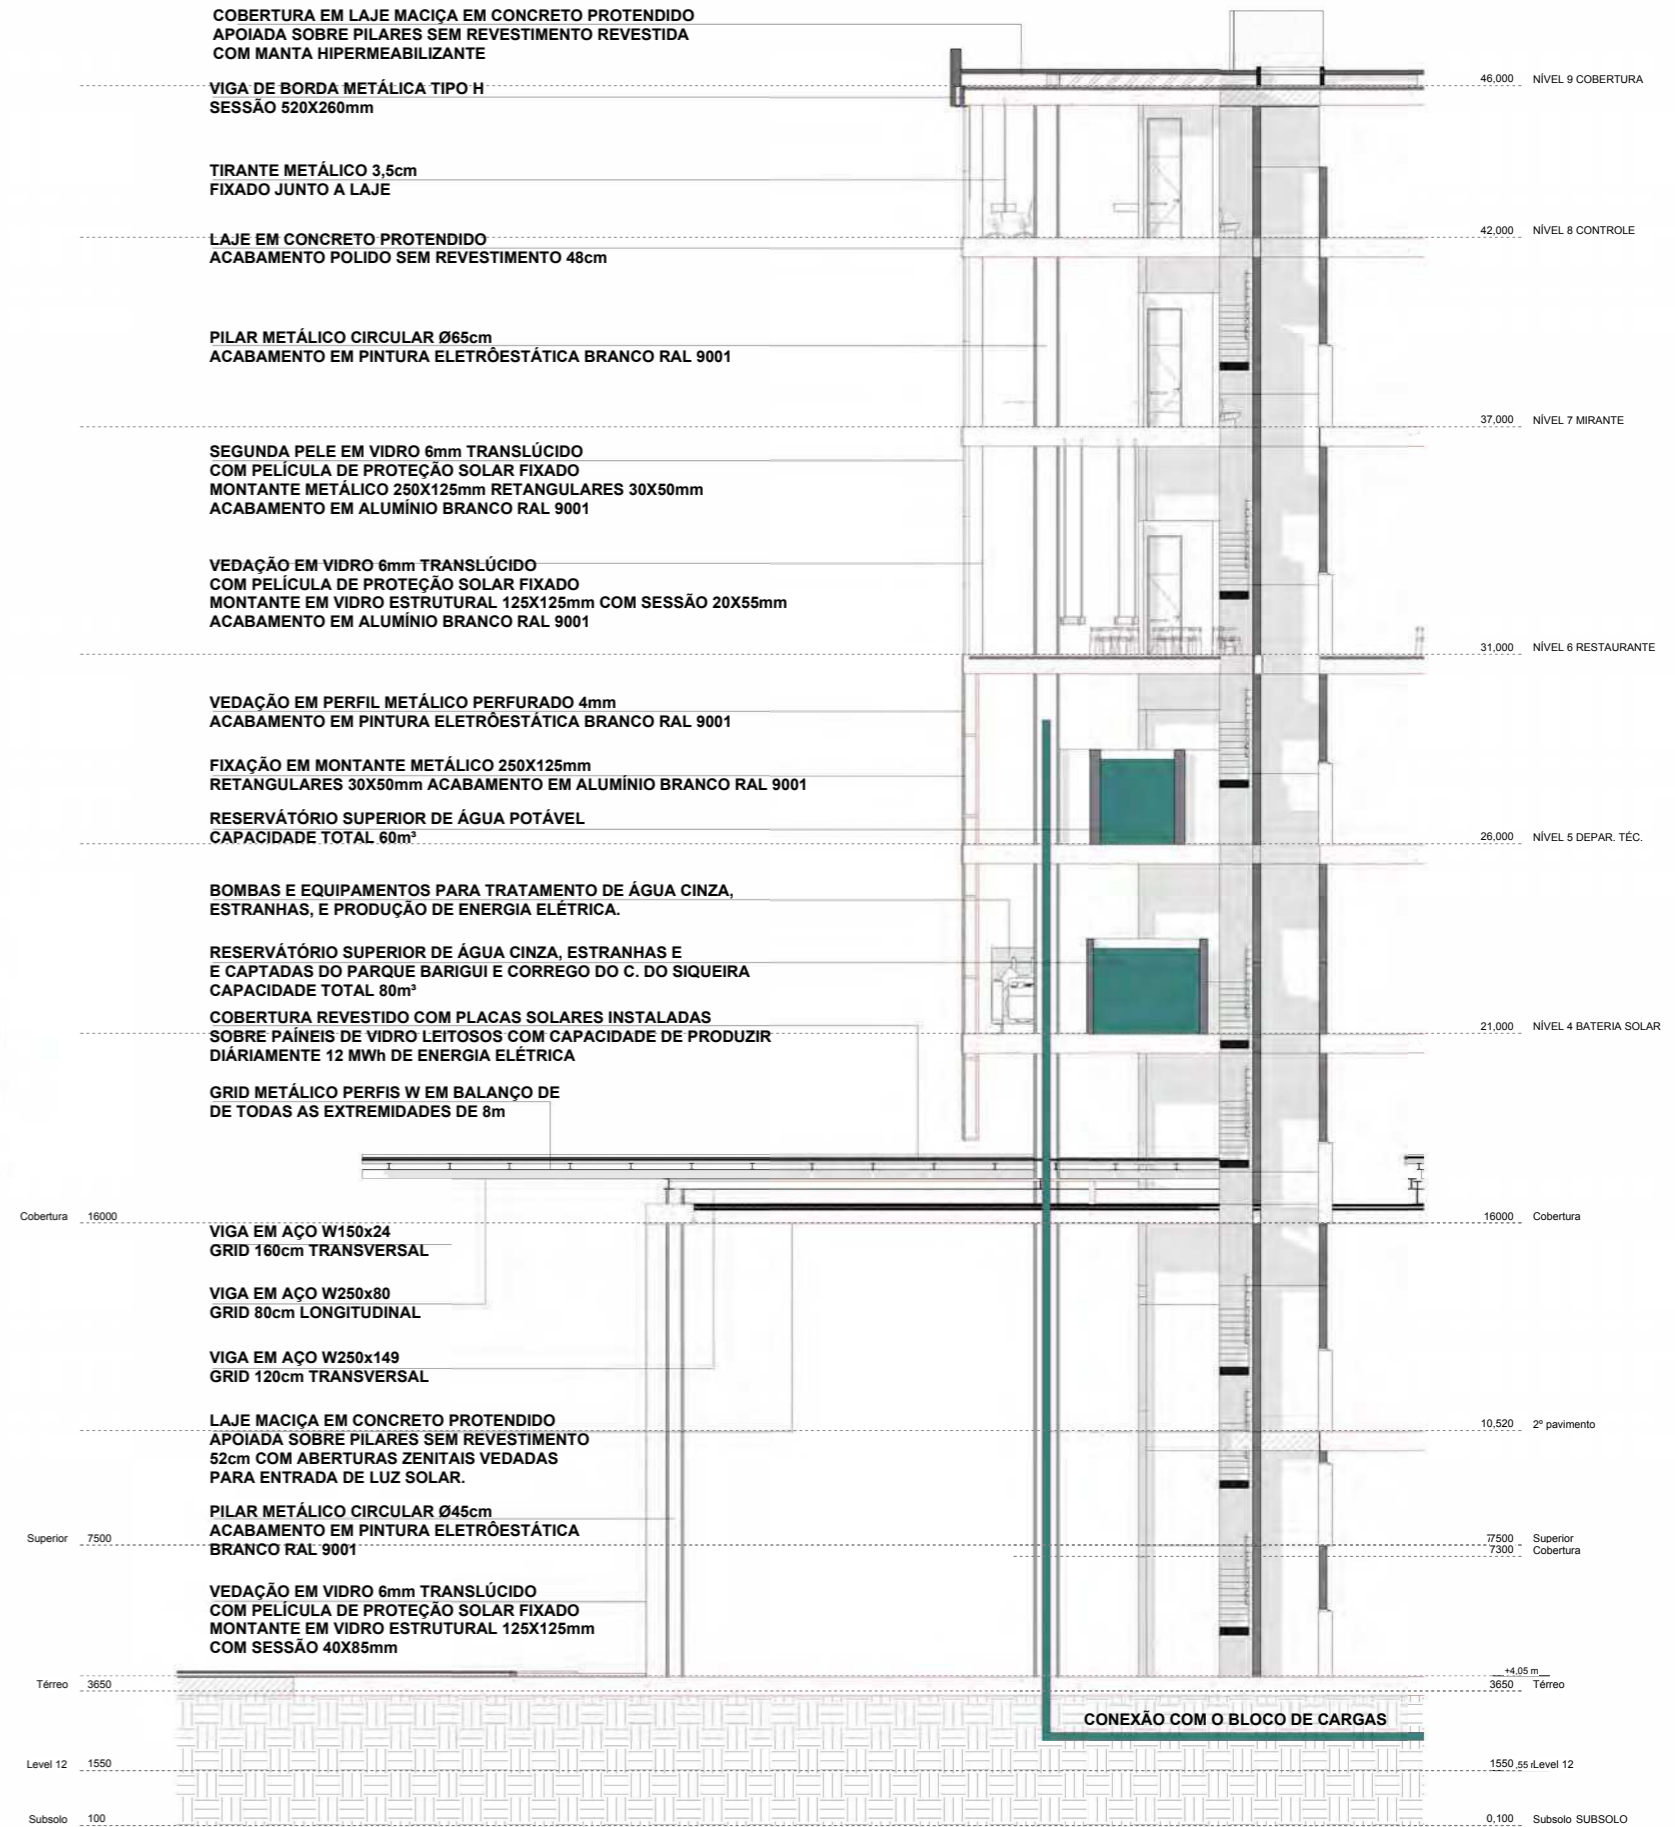 COBERTURA EM LAJE MACIÇA EM CONCRETO PROTENDIDO
APOIADA SOBRE PILARES SEM REVESTIMENTO REVESTIDA
COM MANTA HIPERMEABILIZANTE
VIGA DE BORDA METÁLICA TIPO H
SESSÃO 520X260mm
46,000 NÍVEL 9 COBERTURA
TIRANTE METÁLICO 3,5cm
FIXADO JUNTO A LAJE
LAJE EM CONCRETO PROTENDIDO
ACABAMENTO POLIDO SEM REVESTIMENTO 48cm
42,000 NÍVEL 8 CONTROLE
PILAR METÁLICO CIRCULAR Ø65cm
ACABAMENTO EM PINTURA ELETRÔESTÁTICA BRANCO RAL 9001
37,000 NÍVEL 7 MIRANTE
SEGUNDA PELE EM VIDRO 6mm TRANSLÚCIDO
COM PELÍCULA DE PROTEÇÃO SOLAR FIXADO
MONTANTE METÁLICO 250X125mm RETANGULARES 30X50mm
ACABAMENTO EM ALUMÍNIO BRANCO RAL 9001
VEDAÇÃO EM VIDRO 6mm TRANSLÚCIDO
COM PELÍCULA DE PROTEÇÃO SOLAR FIXADO
MONTANTE EM VIDRO ESTRUTURAL 125X125mm COM SESSÃO 20X55mm
ACABAMENTO EM ALUMÍNIO BRANCO RAL 9001
31,000 NÍVEL 6 RESTAURANTE
VEDAÇÃO EM PERFIL METÁLICO PERFURADO 4mm
ACABAMENTO EM PINTURA ELETRÔESTÁTICA BRANCO RAL 9001
FIXAÇÃO EM MONTANTE METÁLICO 250X125mm
RETANGULARES 30X50mm ACABAMENTO EM ALUMÍNIO BRANCO RAL 9001
RESERVÁTÓRIO SUPERIOR DE ÁGUA POTÁVEL
CAPACIDADE TOTAL 60m³
26,000 NÍVEL 5 DEPAR. TÉC.
BOMBAS E EQUIPAMENTOS PARA TRATAMENTO DE ÁGUA CINZA,
ESTRANHAS, E PRODUÇÃO DE ENERGIA ELÉTRICA.
RESERVÁTÓRIO SUPERIOR DE ÁGUA CINZA, ESTRANHAS E
E CAPTADAS DO PARQUE BARIGUI E CORREGO DO C. DO SIQUEIRA
CAPACIDADE TOTAL 80m³
COBERTURA REVESTIDO COM PLACAS SOLARES INSTALADAS
SOBRE PAÍNEIS DE VIDRO LEITOSOS COM CAPACIDADE DE PRODUZIR
DIÁRIAMENTE 12 MWh DE ENERGIA ELÉTRICA
21,000 NÍVEL 4 BATERIA SOLAR
GRID METÁLICO PERFIS W EM BALANÇO DE
DE TODAS AS EXTREMIDADES DE 8m
Cobertura 16000
16000 Cobertura
VIGA EM AÇO W150x24
GRID 160cm TRANSVERSAL
VIGA EM AÇO W250x80
GRID 80cm LONGITUDINAL
VIGA EM AÇO W250x149
GRID 120cm TRANSVERSAL
LAJE MACIÇA EM CONCRETO PROTENDIDO
APOIADA SOBRE PILARES SEM REVESTIMENTO
52cm COM ABERTURAS ZENITAIS VEDADAS
PARA ENTRADA DE LUZ SOLAR.
10,520 2º pavimento
PILAR METÁLICO CIRCULAR Ø45cm
ACABAMENTO EM PINTURA ELETRÔESTÁTICA
BRANCO RAL 9001
Superior 7500
7500 Superior
7300 Cobertura
VEDAÇÃO EM VIDRO 6mm TRANSLÚCIDO
COM PELÍCULA DE PROTEÇÃO SOLAR FIXADO
MONTANTE EM VIDRO ESTRUTURAL 125X125mm
COM SESSÃO 40X85mm
+4,05 m
Térreo 3650
3650 Térreo
CONEXÃO COM O BLOCO DE CARGAS
Level 12 1550
1550 ,55 Level 12
Subsolo 100
0,100 Subsolo SUBSOLO